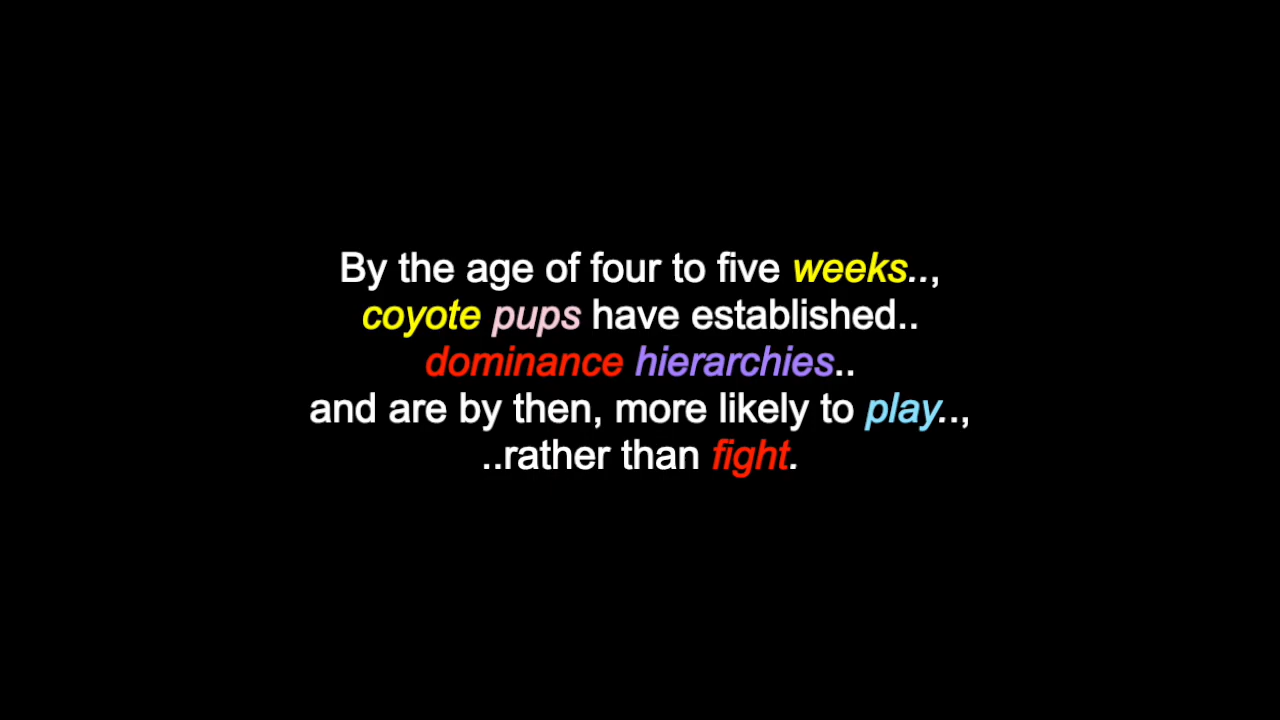 By the age of four to five weeks..,
coyote pups have established..
dominance hierarchies..
and are by then, more likely to play..,
..rather than fight.